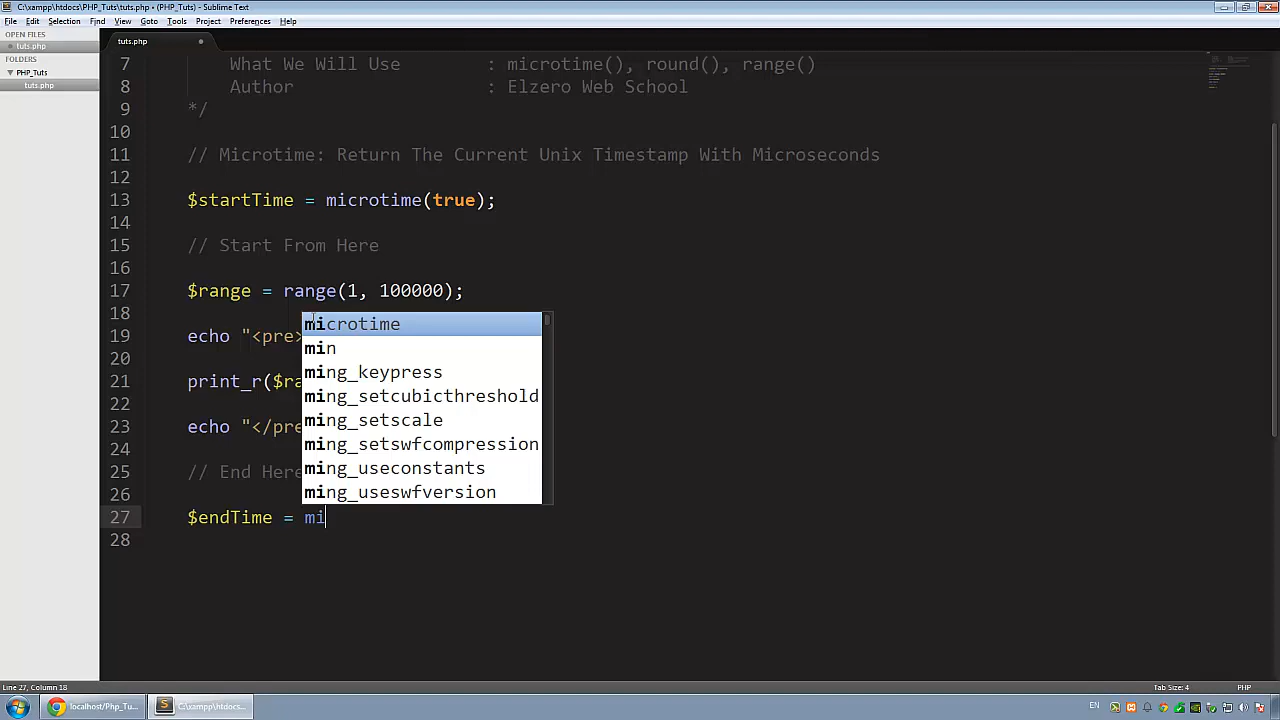 C:\xampp\htdocs\PHP_Tuts\tuts.php • (PHP_Tuts) - Sublime Text
File Edit Selection Find View Goto Tools Project Preferences Help
OPEN FILES
tuts.php
FOLDERS
PHP_Tuts
tuts.php
tuts.php
7 What We Will Use : microtime(), round(), range()
8 Author : Elzero Web School
9 */
10
11 // Microtime: Return The Current Unix Timestamp With Microseconds
12
13 $startTime = microtime(true);
14
15 // Start From Here
16
17 $range = range(1, 100000);
18
19 echo "<pre>
20
21 print_r($ra
22
23 echo "</pre
24
25 // End Here
26
27 $endTime = mi
28
microtime
min
ming_keypress
ming_setcubicthreshold
ming_setscale
ming_setswfcompression
ming_useconstants
ming_useswfversion
Line 27, Column 18
Tab Size: 4
PHP
localhost/Php_Tu...
C:\xampp\htdocs...
EN